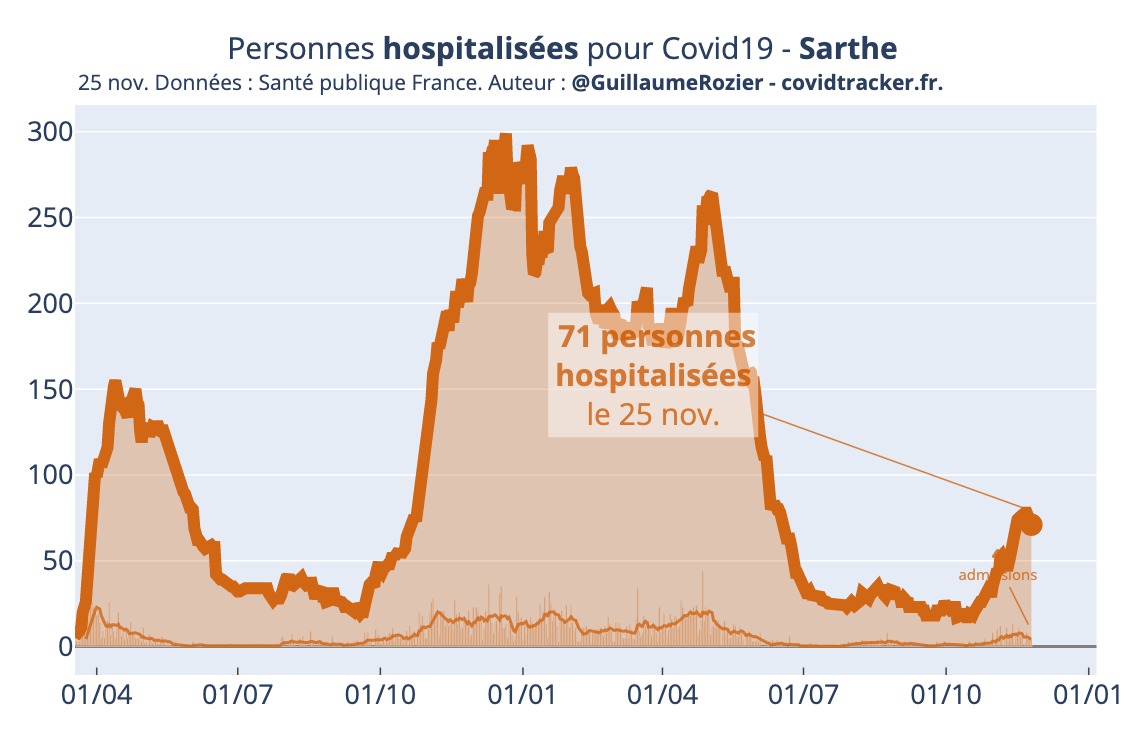 Personnes hospitalisées pour Covid19 - Sarthe
25 nov. Données : Santé publique France. Auteur : @GuillaumeRozier - covidtracker.fr.
300
250
200
150
100
50
0
71 personnes
hospitalisées
le 25 nov.
admissions
01/04 01/07 01/10 01/01 01/04 01/07 01/10 01/01